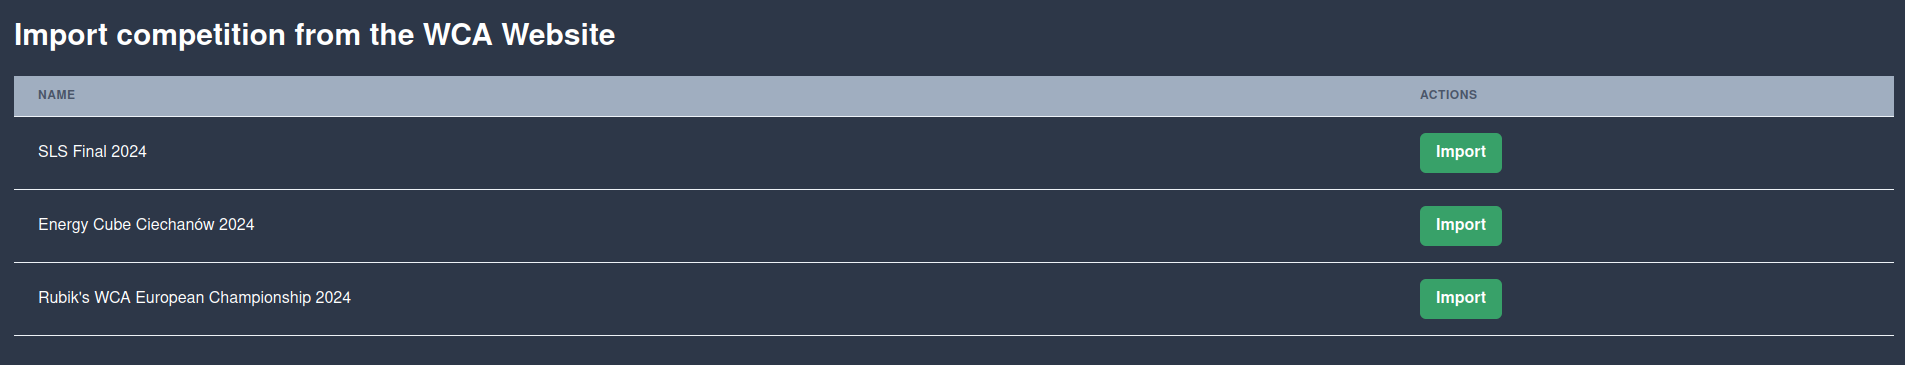 Import competition from the WCA Website
NAME ACTIONS
SLS Final 2024 Import
Energy Cube Ciechanów 2024 Import
Rubik's WCA European Championship 2024 Import